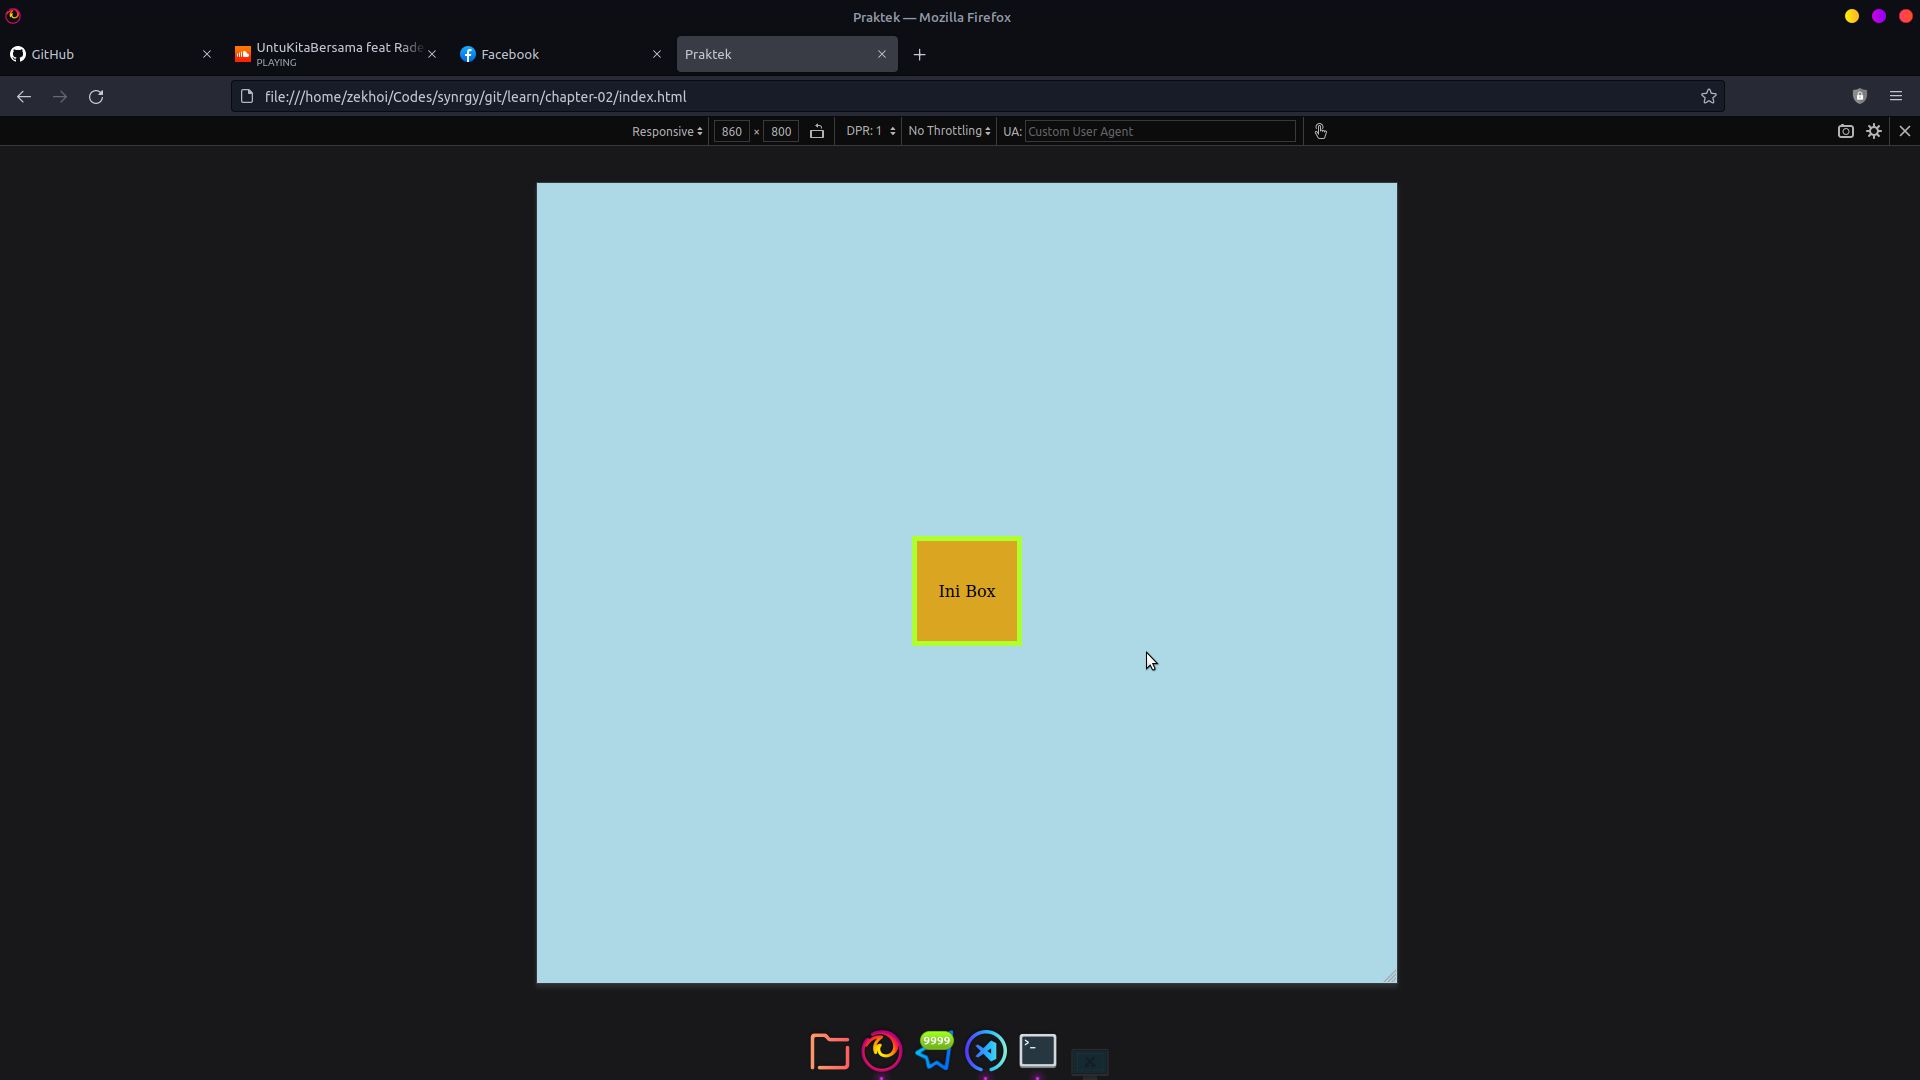 Praktek — Mozilla Firefox
GitHub
UntuKitaBersama feat Rade
PLAYING
Facebook
Praktek
file:///home/zekhoi/Codes/synrgy/git/learn/chapter-02/index.html
Responsive 860 × 800 DPR: 1 No Throttling UA: Custom User Agent
Ini Box
9999
>_